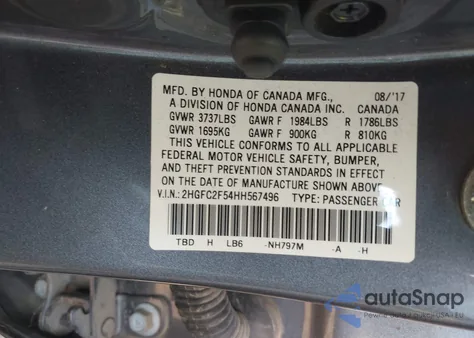 MFD. BY HONDA OF CANADA MFG., 08/'17
A DIVISION OF HONDA CANADA INC. CANADA
GVWR 3737LBS GAWR F 1984LBS R 1786LBS
GVWR 1695KG GAWR F 900KG R 810KG
THIS VEHICLE CONFORMS TO ALL APPLICABLE
FEDERAL MOTOR VEHICLE SAFETY, BUMPER,
AND THEFT PREVENTION STANDARDS IN EFFECT
ON THE DATE OF MANUFACTURE SHOWN ABOVE.
V.I.N.: 2HGFC2F54HH567496 TYPE: PASSENGER CAR
TBD H LB6 -NH797M -A -H
autoSnap